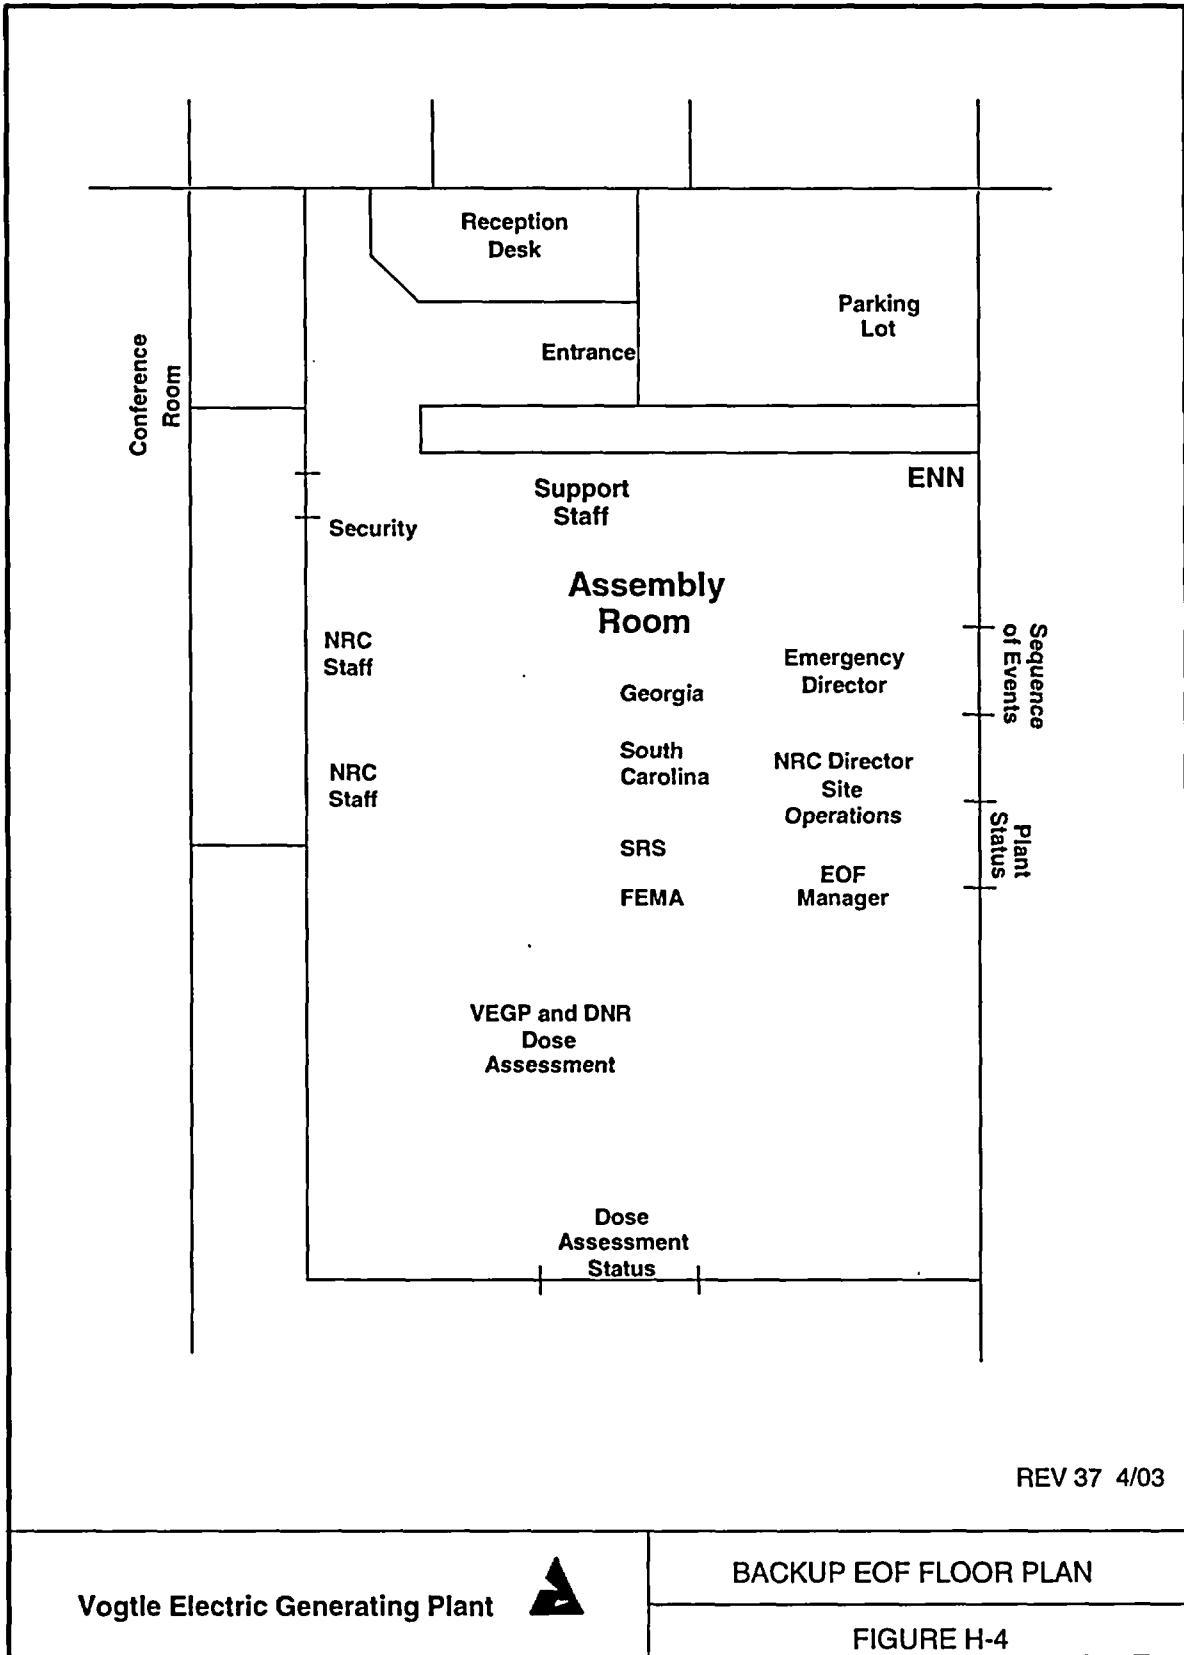 Reception
Desk
Parking
Lot
Entrance
Conference
Room
ENN
Support
Staff
Security
Assembly
Room
NRC
Staff
Georgia
Emergency
Director
Sequence
of Events
NRC
Staff
South
Carolina
NRC Director
Site
Operations
Plant
Status
SRS
FEMA
EOF
Manager
VEGP and DNR
Dose
Assessment
Dose
Assessment
Status
REV 37 4/03
Vogtle Electric Generating Plant
BACKUP EOF FLOOR PLAN
FIGURE H-4